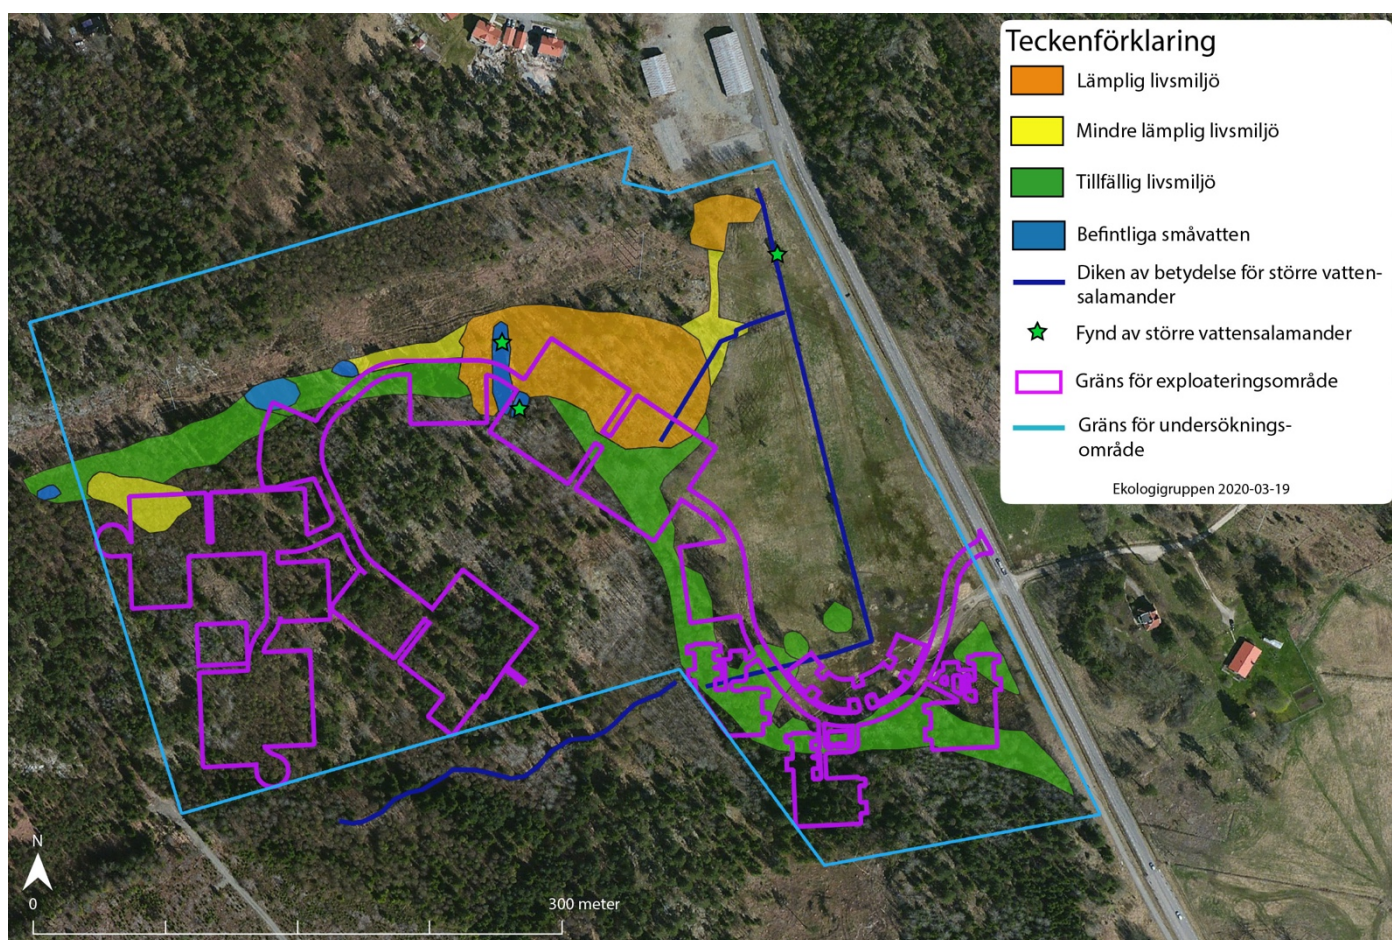 Teckenförklaring
Lämplig livsmiljö
Mindre lämplig livsmiljö
Tillfällig livsmiljö
Befintliga småvatten
Diken av betydelse för större vatten-
salamander
Fynd av större vattensalamander
Gräns för exploateringsområde
Gräns för undersöknings-
område
Ekologigruppen 2020-03-19
N
0
300 meter